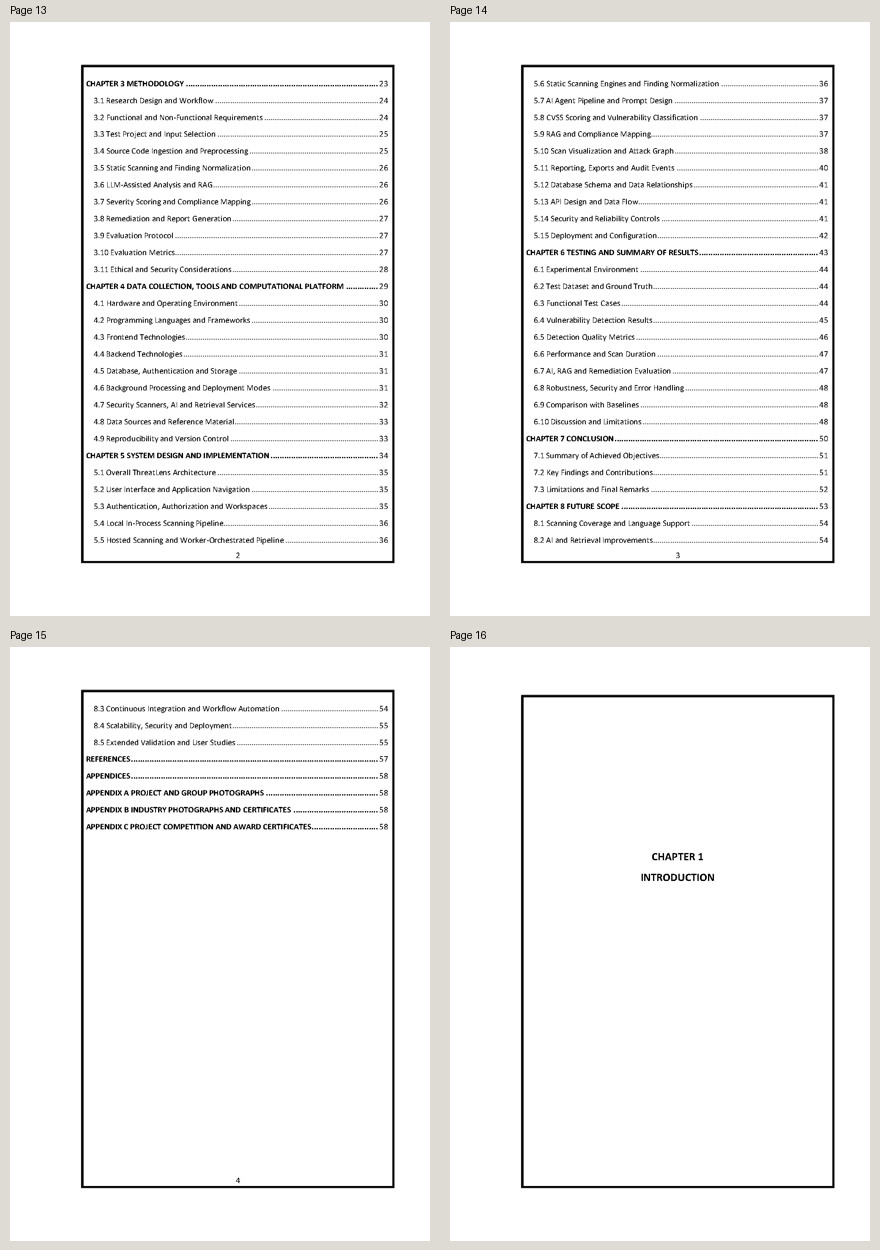 Page 13
CHAPTER 3 METHODOLOGY ........ 23
3.1 Research Design and Workflow ........ 24
3.2 Functional and Non-Functional Requirements ........ 24
3.3 Test Project and Input Selection ........ 25
3.4 Source Code Ingestion and Preprocessing ........ 25
3.5 Static Scanning and Finding Normalization ........ 26
3.6 LLM-Assisted Analysis and RAG ........ 26
3.7 Severity Scoring and Compliance Mapping ........ 26
3.8 Remediation and Report Generation ........ 27
3.9 Evaluation Protocol ........ 27
3.10 Evaluation Metrics ........ 27
3.11 Ethical and Security Considerations ........ 28
CHAPTER 4 DATA COLLECTION, TOOLS AND COMPUTATIONAL PLATFORM ........ 29
4.1 Hardware and Operating Environment ........ 30
4.2 Programming Languages and Frameworks ........ 30
4.3 Frontend Technologies ........ 30
4.4 Backend Technologies ........ 31
4.5 Database, Authentication and Storage ........ 31
4.6 Background Processing and Deployment Modes ........ 31
4.7 Security Scanners, AI and Retrieval Services ........ 32
4.8 Data Sources and Reference Material ........ 33
4.9 Reproducibility and Version Control ........ 33
CHAPTER 5 SYSTEM DESIGN AND IMPLEMENTATION ........ 34
5.1 Overall ThreatLens Architecture ........ 35
5.2 User Interface and Application Navigation ........ 35
5.3 Authentication, Authorization and Workspaces ........ 35
5.4 Local In-Process Scanning Pipeline ........ 36
5.5 Hosted Scanning and Worker-Orchestrated Pipeline ........ 36
2
Page 14
5.6 Static Scanning Engines and Finding Normalization ........ 36
5.7 AI Agent Pipeline and Prompt Design ........ 37
5.8 CVSS Scoring and Vulnerability Classification ........ 37
5.9 RAG and Compliance Mapping ........ 37
5.10 Scan Visualization and Attack Graph ........ 38
5.11 Reporting, Exports and Audit Events ........ 40
5.12 Database Schema and Data Relationships ........ 41
5.13 API Design and Data Flow ........ 41
5.14 Security and Reliability Controls ........ 41
5.15 Deployment and Configuration ........ 42
CHAPTER 6 TESTING AND SUMMARY OF RESULTS ........ 43
6.1 Experimental Environment ........ 44
6.2 Test Dataset and Ground Truth ........ 44
6.3 Functional Test Cases ........ 44
6.4 Vulnerability Detection Results ........ 45
6.5 Detection Quality Metrics ........ 46
6.6 Performance and Scan Duration ........ 47
6.7 AI, RAG and Remediation Evaluation ........ 47
6.8 Robustness, Security and Error Handling ........ 48
6.9 Comparison with Baselines ........ 48
6.10 Discussion and Limitations ........ 48
CHAPTER 7 CONCLUSION ........ 50
7.1 Summary of Achieved Objectives ........ 51
7.2 Key Findings and Contributions ........ 51
7.3 Limitations and Final Remarks ........ 52
CHAPTER 8 FUTURE SCOPE ........ 53
8.1 Scanning Coverage and Language Support ........ 54
8.2 AI and Retrieval Improvements ........ 54
3
Page 15
8.3 Continuous Integration and Workflow Automation ........ 54
8.4 Scalability, Security and Deployment ........ 55
8.5 Extended Validation and User Studies ........ 55
REFERENCES ........ 57
APPENDICES ........ 58
APPENDIX A PROJECT AND GROUP PHOTOGRAPHS ........ 58
APPENDIX B INDUSTRY PHOTOGRAPHS AND CERTIFICATES ........ 58
APPENDIX C PROJECT COMPETITION AND AWARD CERTIFICATES ........ 58
4
Page 16
CHAPTER 1
INTRODUCTION